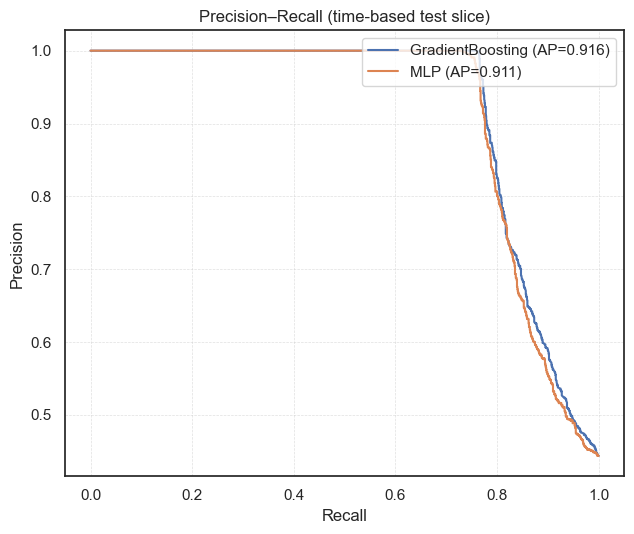 Precision–Recall (time-based test slice)
GradientBoosting (AP=0.916)
MLP (AP=0.911)
Precision
1.0
0.9
0.8
0.7
0.6
0.5
0.0 0.2 0.4 0.6 0.8 1.0
Recall